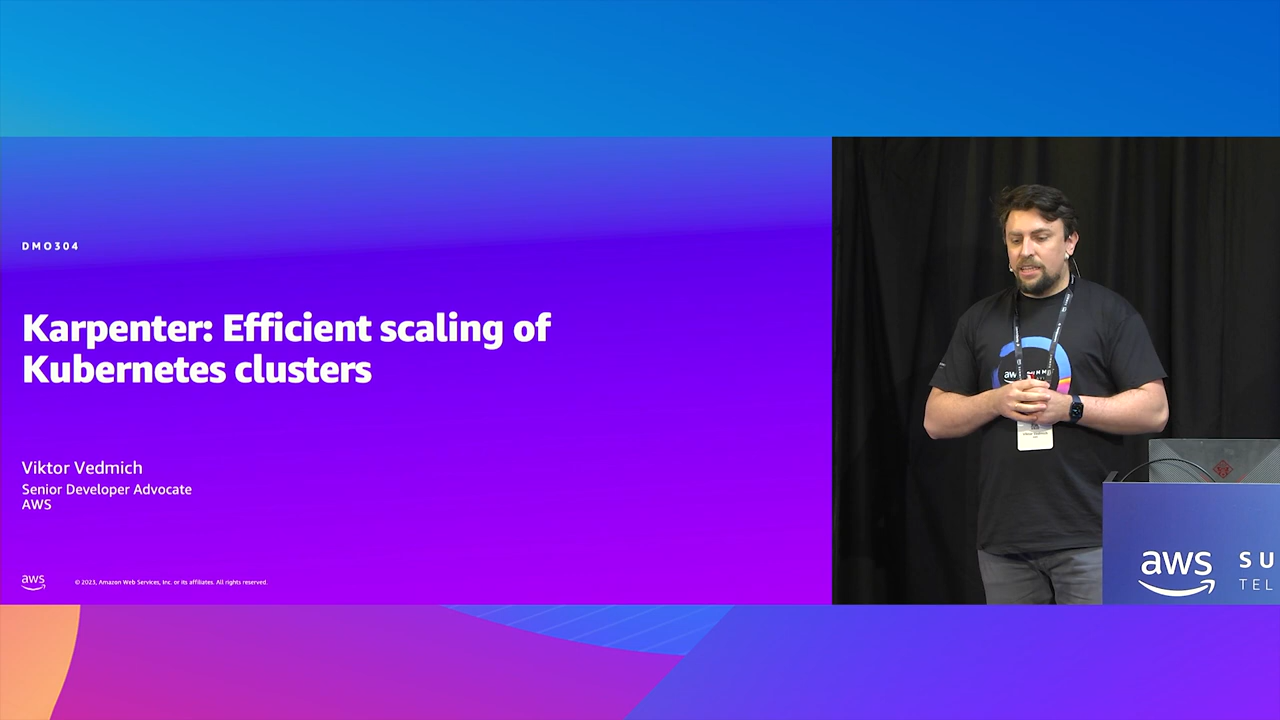 DMO304
Karpenter: Efficient scaling of
Kubernetes clusters
Viktor Vedmich
Senior Developer Advocate
AWS
aws
© 2023, Amazon Web Services, Inc. or its affiliates. All rights reserved.
aws
aws
SU
TEL